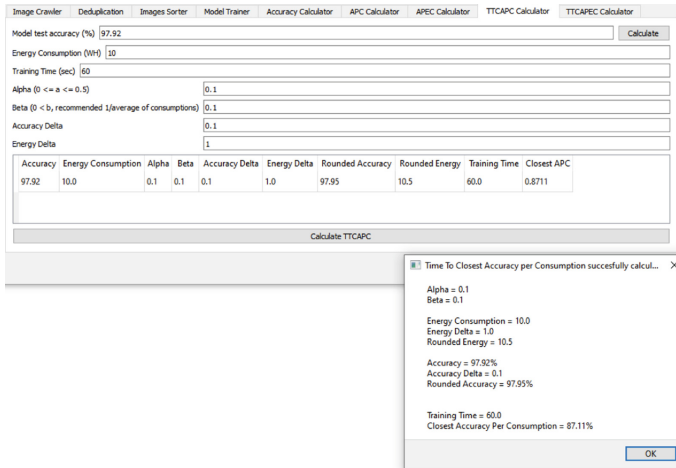 Image Crawler Deduplication Images Sorter Model Trainer Accuracy Calculator APC Calculator APEC Calculator TTCAPC Calculator TTCAPEC Calculator
Model test accuracy (%) 97.92 Calculate
Energy Consumption (WH) 10
Training Time (sec) 60
Alpha (0 <= a <= 0.5) 0.1
Beta (0 < b, recommended 1/average of consumptions) 0.1
Accuracy Delta 0.1
Energy Delta 1
Accuracy Energy Consumption Alpha Beta Accuracy Delta Energy Delta Rounded Accuracy Rounded Energy Training Time Closest APC
97.92 10.0 0.1 0.1 0.1 1.0 97.95 10.5 60.0 0.8711
Calculate TTCAPC
Time To Closest Accuracy per Consumption succesfully calcul...
Alpha = 0.1
Beta = 0.1
Energy Consumption = 10.0
Energy Delta = 1.0
Rounded Energy = 10.5
Accuracy = 97.92%
Accuracy Delta = 0.1
Rounded Accuracy = 97.95%
Training Time = 60.0
Closest Accuracy Per Consumption = 87.11%
OK